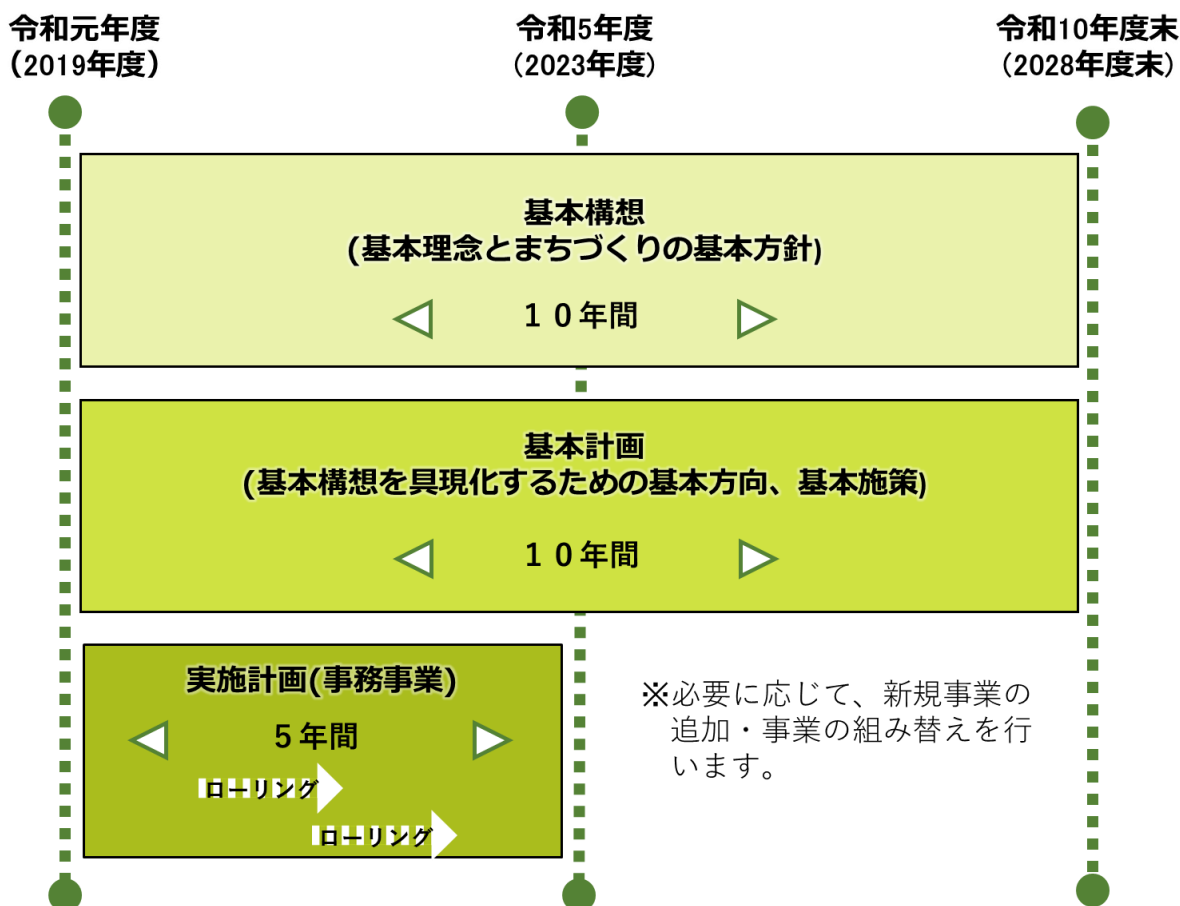 令和元年度
(2019年度)
令和5年度
(2023年度)
令和10年度末
(2028年度末)
基本構想
(基本理念とまちづくりの基本方針)
１０年間
基本計画
(基本構想を具現化するための基本方向、基本施策)
１０年間
実施計画(事務事業)
５年間
ローリング
ローリング
※必要に応じて、新規事業の
追加・事業の組み替えを行
います。